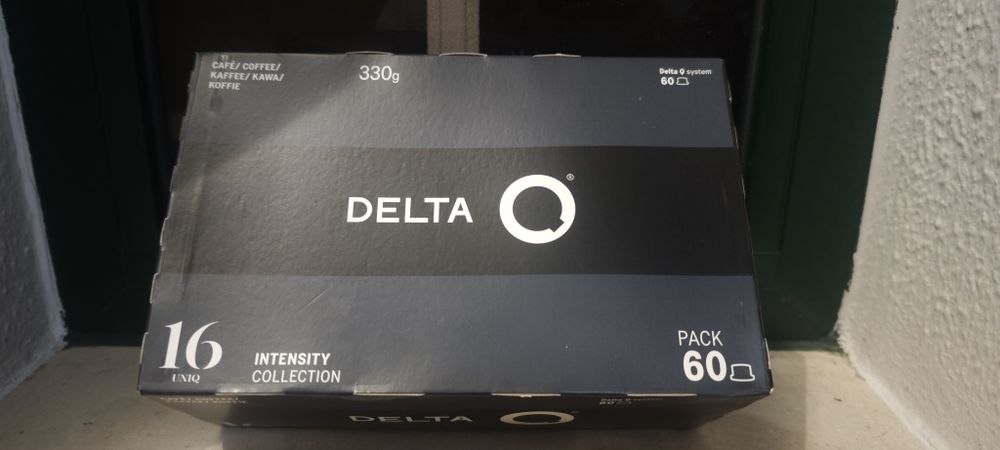 CAFÉ/ COFFEE/
KAFFEE/ KAWA/
KOFFIE
330g
Delta Q system
60
DELTA Q®
16
UNIQ
INTENSITY
COLLECTION
PACK
60
DELTA Q